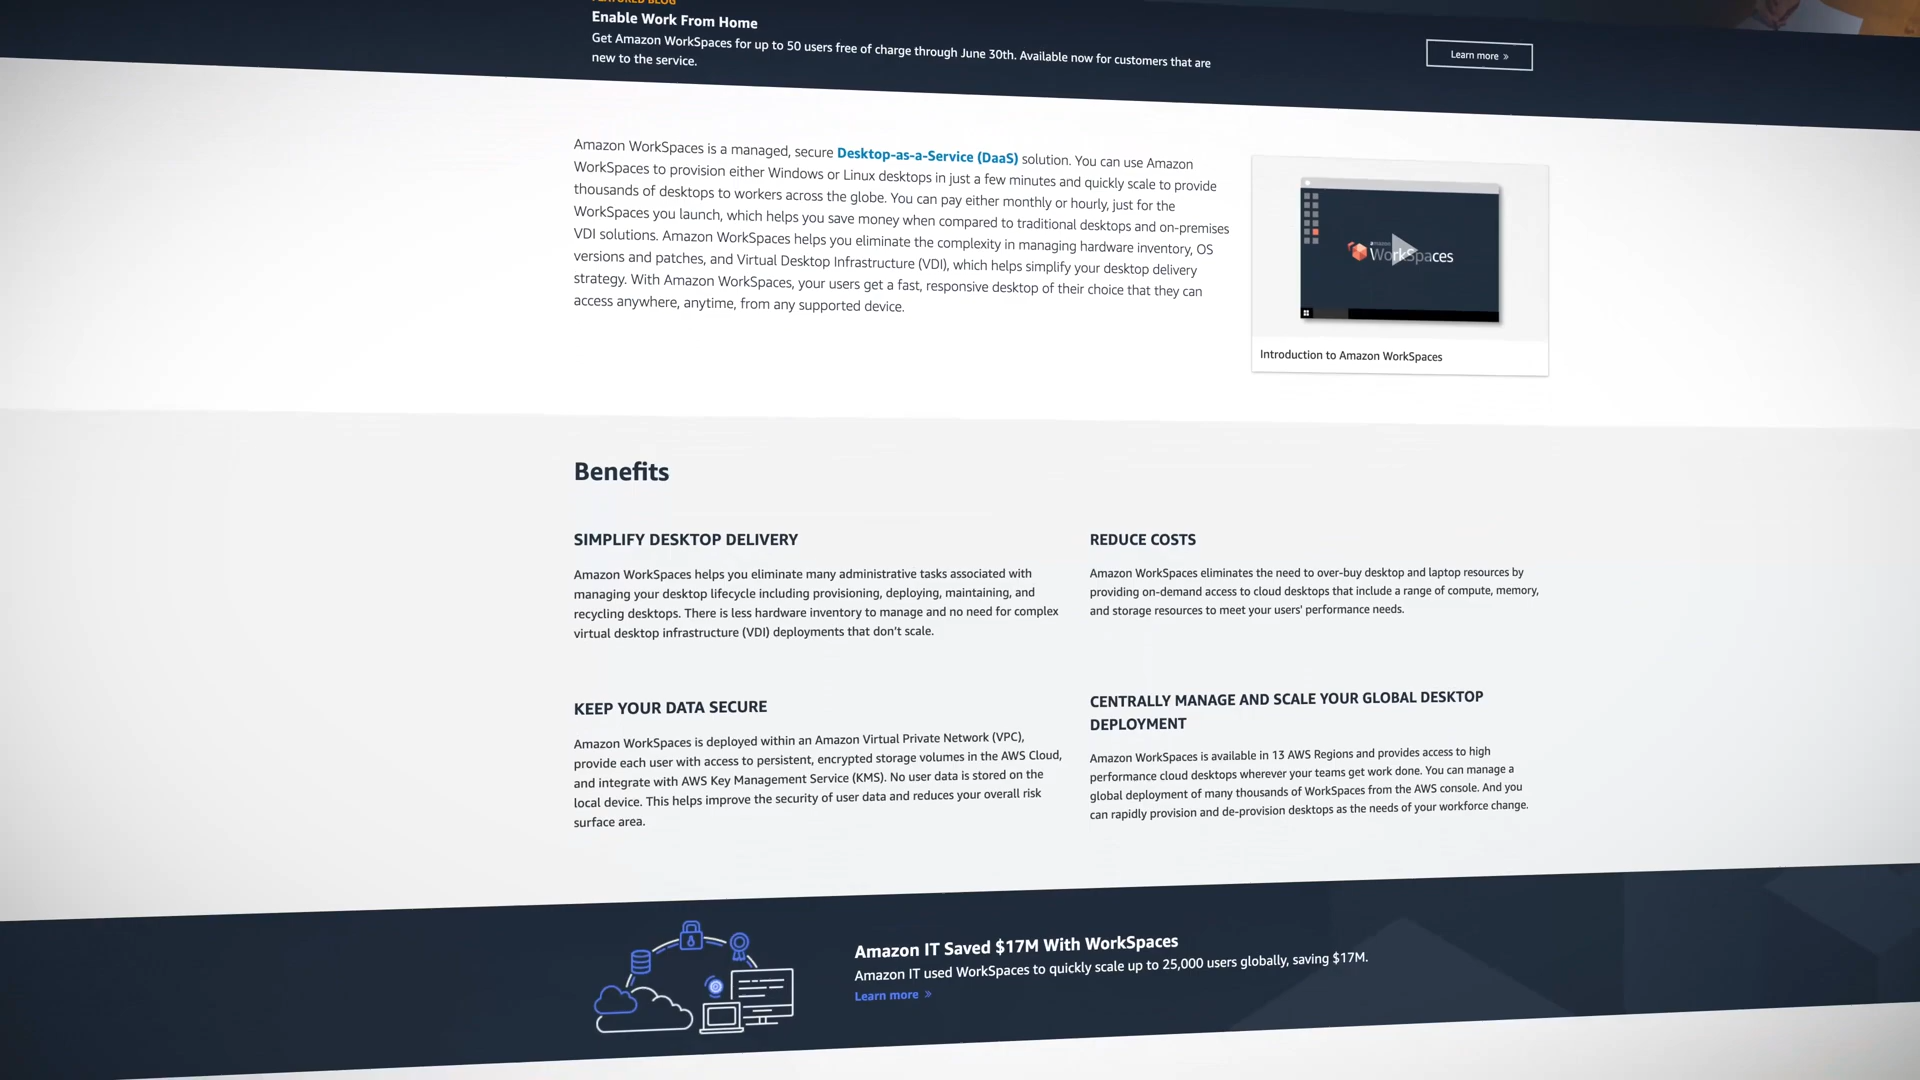 FEATURED BLOG
Enable Work From Home
Get Amazon WorkSpaces for up to 50 users free of charge through June 30th. Available now for customers that are
new to the service.
Learn more »
Amazon WorkSpaces is a managed, secure Desktop-as-a-Service (DaaS) solution. You can use Amazon
WorkSpaces to provision either Windows or Linux desktops in just a few minutes and quickly scale to provide
thousands of desktops to workers across the globe. You can pay either monthly or hourly, just for the
WorkSpaces you launch, which helps you save money when compared to traditional desktops and on-premises
VDI solutions. Amazon WorkSpaces helps you eliminate the complexity in managing hardware inventory, OS
versions and patches, and Virtual Desktop Infrastructure (VDI), which helps simplify your desktop delivery
strategy. With Amazon WorkSpaces, your users get a fast, responsive desktop of their choice that they can
access anywhere, anytime, from any supported device.
amazon
WorkSpaces
Introduction to Amazon WorkSpaces
Benefits
SIMPLIFY DESKTOP DELIVERY
Amazon WorkSpaces helps you eliminate many administrative tasks associated with
managing your desktop lifecycle including provisioning, deploying, maintaining, and
recycling desktops. There is less hardware inventory to manage and no need for complex
virtual desktop infrastructure (VDI) deployments that don’t scale.
REDUCE COSTS
Amazon WorkSpaces eliminates the need to over-buy desktop and laptop resources by
providing on-demand access to cloud desktops that include a range of compute, memory,
and storage resources to meet your users' performance needs.
KEEP YOUR DATA SECURE
Amazon WorkSpaces is deployed within an Amazon Virtual Private Network (VPC),
provide each user with access to persistent, encrypted storage volumes in the AWS Cloud,
and integrate with AWS Key Management Service (KMS). No user data is stored on the
local device. This helps improve the security of user data and reduces your overall risk
surface area.
CENTRALLY MANAGE AND SCALE YOUR GLOBAL DESKTOP
DEPLOYMENT
Amazon WorkSpaces is available in 13 AWS Regions and provides access to high
performance cloud desktops wherever your teams get work done. You can manage a
global deployment of many thousands of WorkSpaces from the AWS console. And you
can rapidly provision and de-provision desktops as the needs of your workforce change.
Amazon IT Saved $17M With WorkSpaces
Amazon IT used WorkSpaces to quickly scale up to 25,000 users globally, saving $17M.
Learn more »